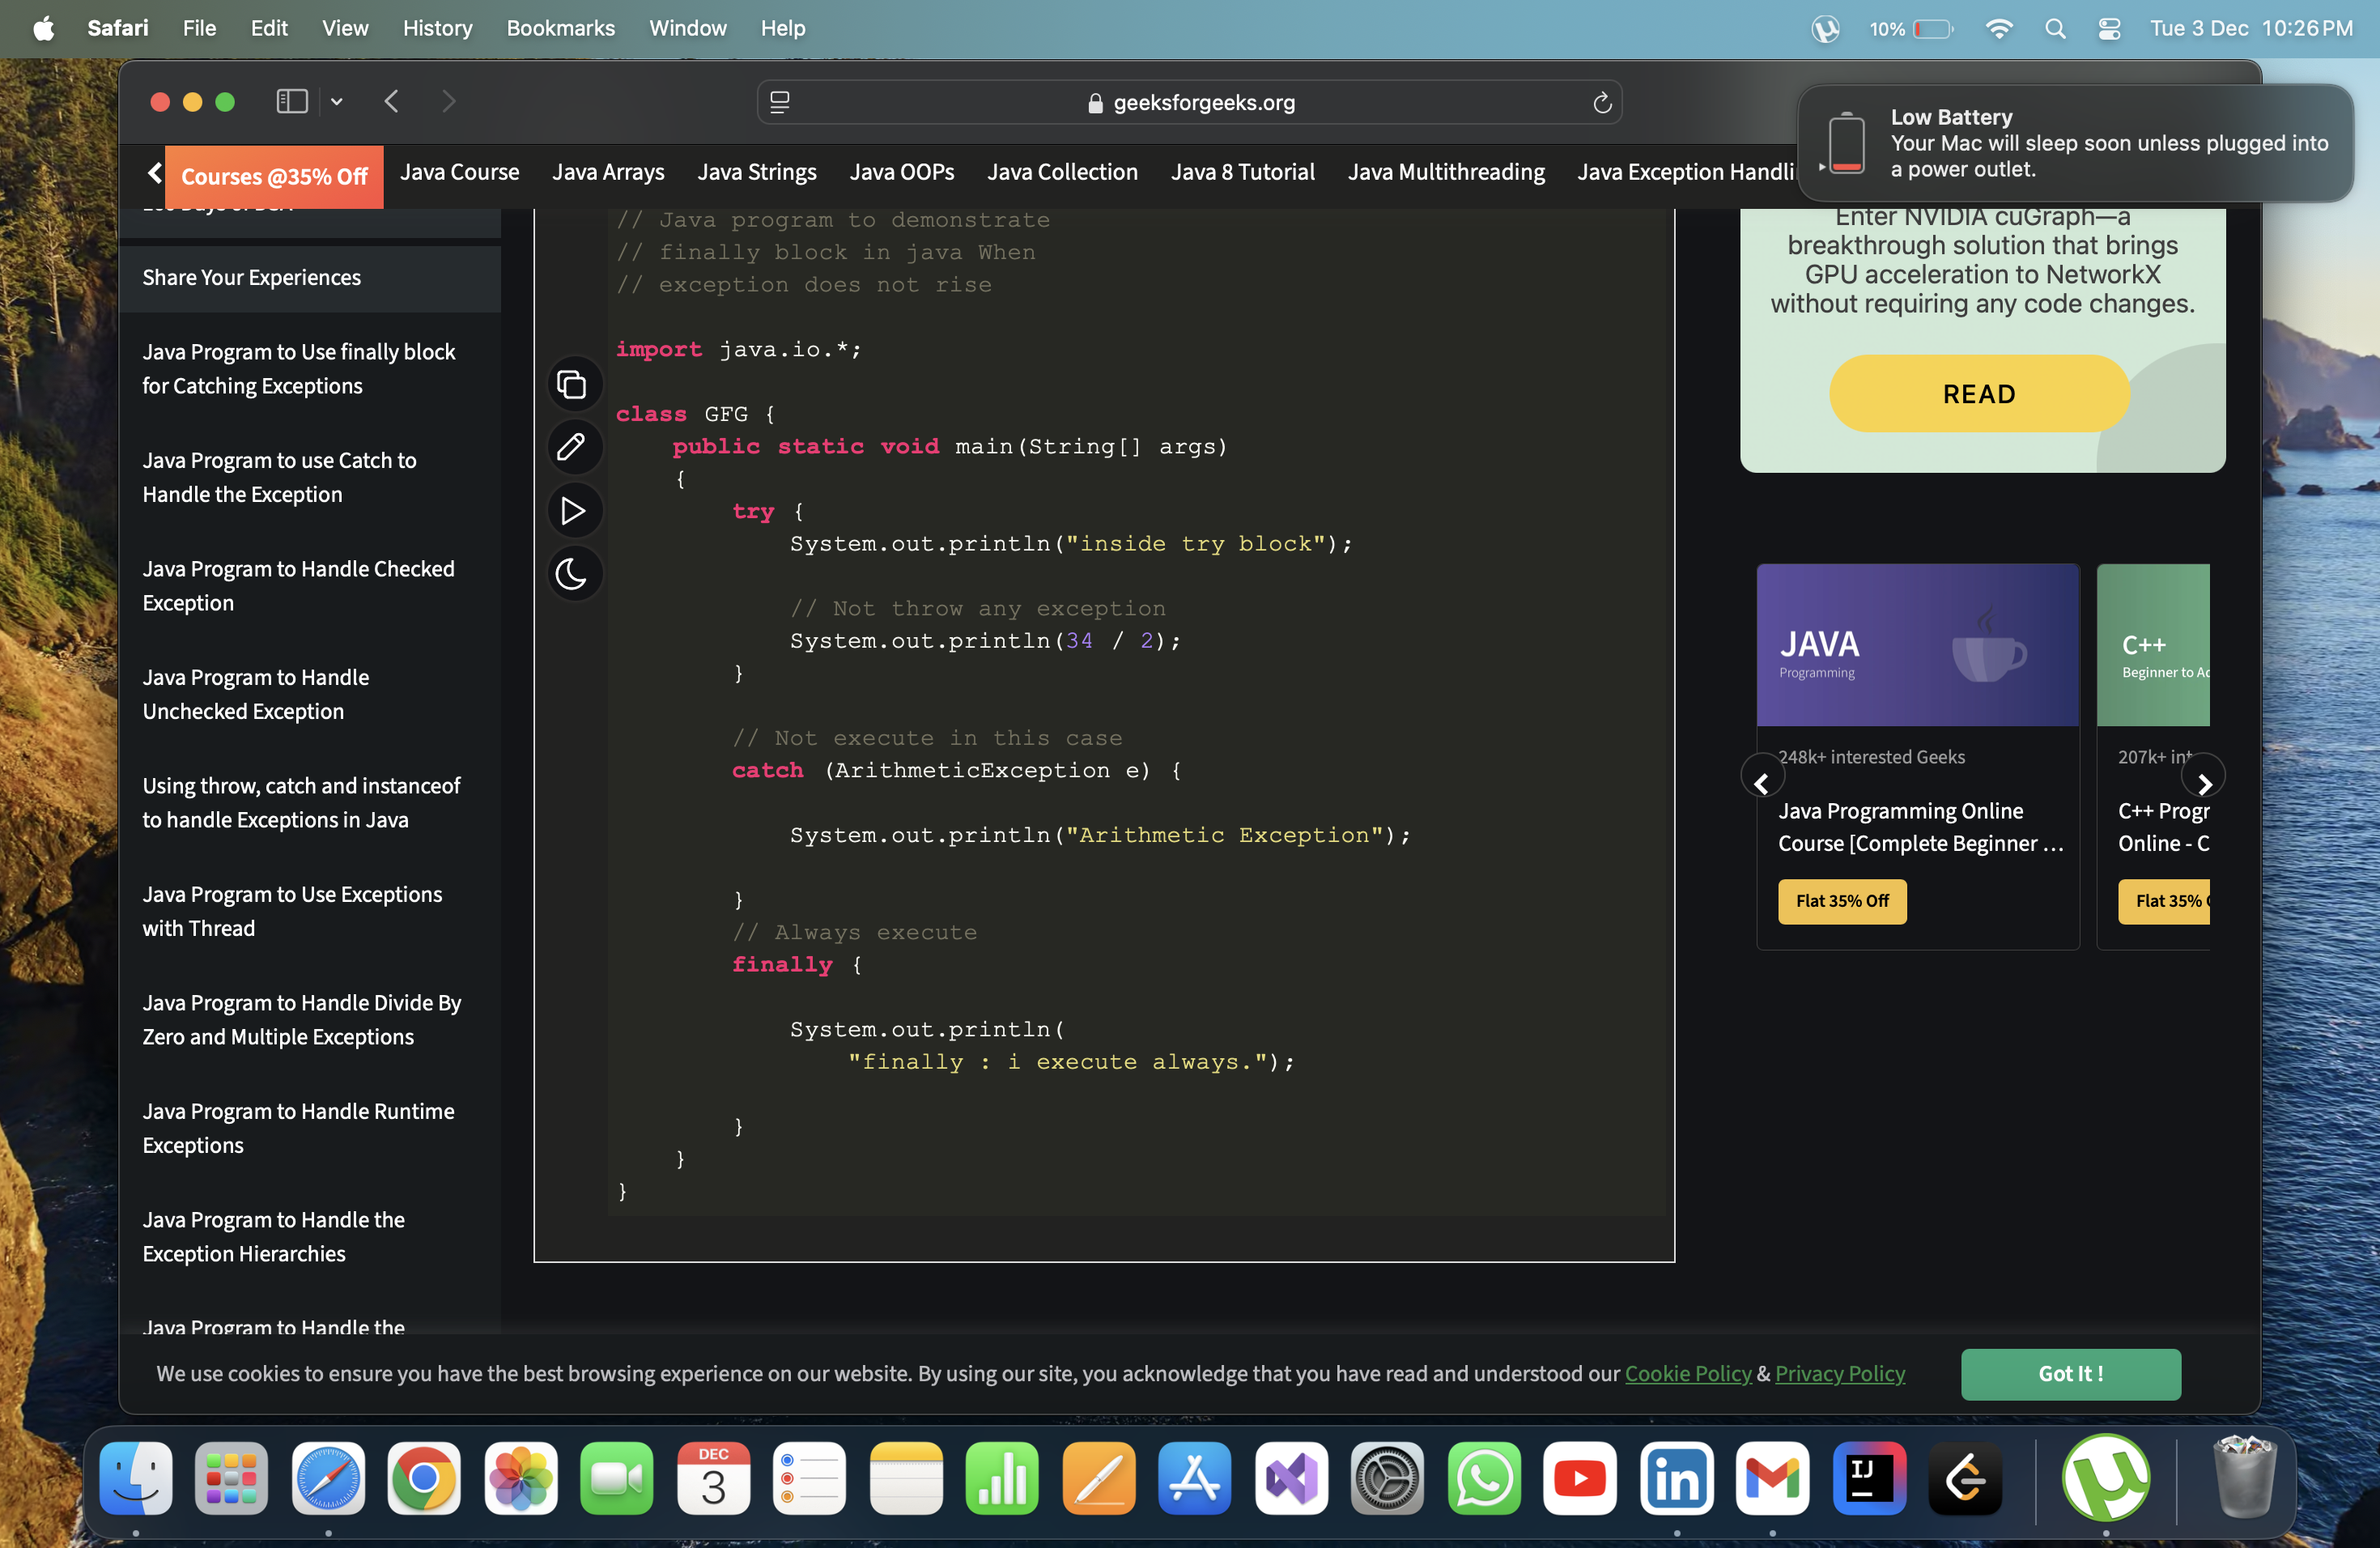 Safari File Edit View History Bookmarks Window Help
10% Tue 3 Dec 10:26 PM
geeksforgeeks.org
Low Battery
Your Mac will sleep soon unless plugged into
a power outlet.
Courses @35% Off Java Course Java Arrays Java Strings Java OOPs Java Collection Java 8 Tutorial Java Multithreading Java Exception Handli
Share Your Experiences
Java Program to Use finally block
for Catching Exceptions
Java Program to use Catch to
Handle the Exception
Java Program to Handle Checked
Exception
Java Program to Handle
Unchecked Exception
Using throw, catch and instanceof
to handle Exceptions in Java
Java Program to Use Exceptions
with Thread
Java Program to Handle Divide By
Zero and Multiple Exceptions
Java Program to Handle Runtime
Exceptions
Java Program to Handle the
Exception Hierarchies
Java Program to Handle the
// Java program to demonstrate
// finally block in java When
// exception does not rise
import java.io.*;
class GFG {
public static void main(String[] args)
{
try {
System.out.println("inside try block");
// Not throw any exception
System.out.println(34 / 2);
}
// Not execute in this case
catch (ArithmeticException e) {
System.out.println("Arithmetic Exception");
}
// Always execute
finally {
System.out.println(
"finally : i execute always.");
}
}
}
Enter NVIDIA cuGraph—a
breakthrough solution that brings
GPU acceleration to NetworkX
without requiring any code changes.
READ
JAVA
Programming
248k+ interested Geeks
Java Programming Online
Course [Complete Beginner ...
Flat 35% Off
C++
Beginner to Ad
207k+ int
C++ Progr
Online - C
Flat 35%
We use cookies to ensure you have the best browsing experience on our website. By using our site, you acknowledge that you have read and understood our Cookie Policy & Privacy Policy
Got It !
DEC
3
in
IJ